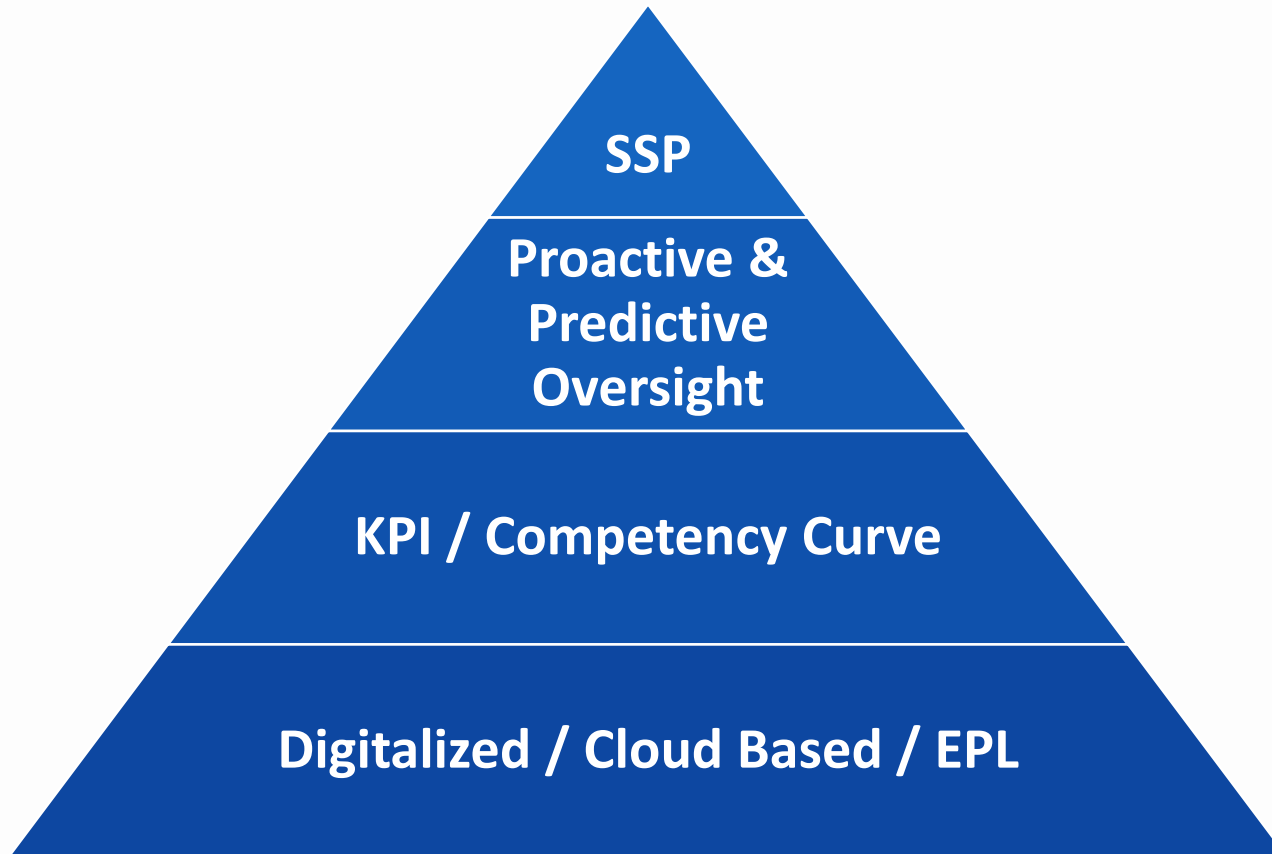 SSP
Proactive &
Predictive
Oversight
KPI / Competency Curve
Digitalized / Cloud Based / EPL